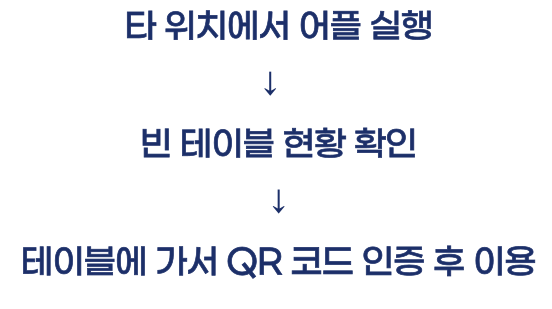 타 위치에서 어플 실행
↓
빈 테이블 현황 확인
↓
테이블에 가서 QR 코드 인증 후 이용